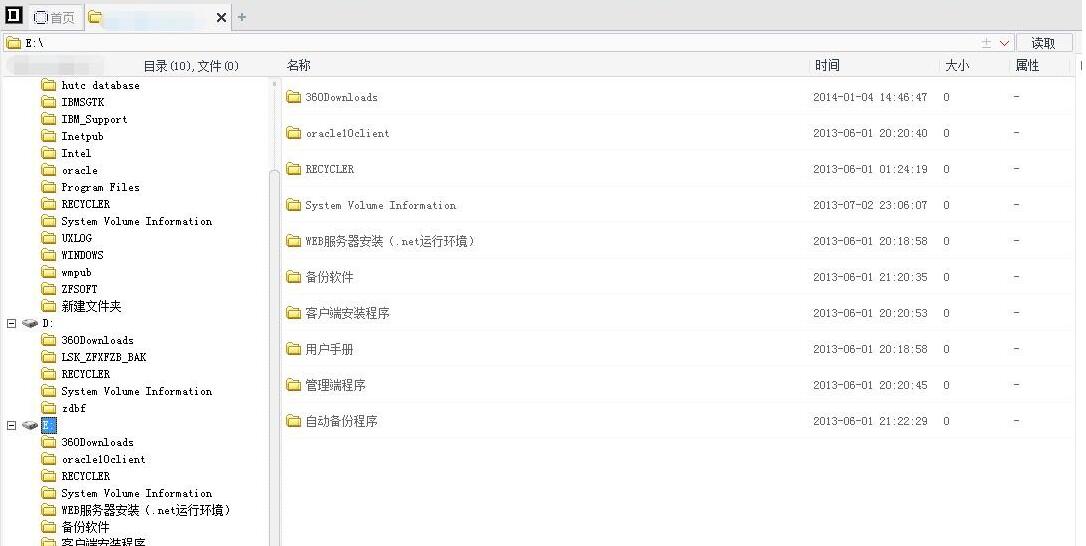 首页
E:\
读取
目录(10),文件(0) 名称 时间 大小 属性
hutc database
IBMSGTK
IBM_Support
Inetpub
Intel
oracle
Program Files
RECYCLER
System Volume Information
UXLOG
WINDOWS
wmpub
ZFSOFT
新建文件夹
D:
360Downloads
LSK_ZFXFZB_BAK
RECYCLER
System Volume Information
zdbf
E:
360Downloads
oracle10client
RECYCLER
System Volume Information
WEB服务器安装（.net运行环境）
备份软件
客户端安装程序
360Downloads 2014-01-04 14:46:47 0 -
oracle10client 2013-06-01 20:20:40 0 -
RECYCLER 2013-06-01 01:24:19 0 -
System Volume Information 2013-07-02 23:06:07 0 -
WEB服务器安装（.net运行环境） 2013-06-01 20:18:58 0 -
备份软件 2013-06-01 21:20:35 0 -
客户端安装程序 2013-06-01 20:20:53 0 -
用户手册 2013-06-01 20:18:58 0 -
管理端程序 2013-06-01 20:20:45 0 -
自动备份程序 2013-06-01 21:22:29 0 -